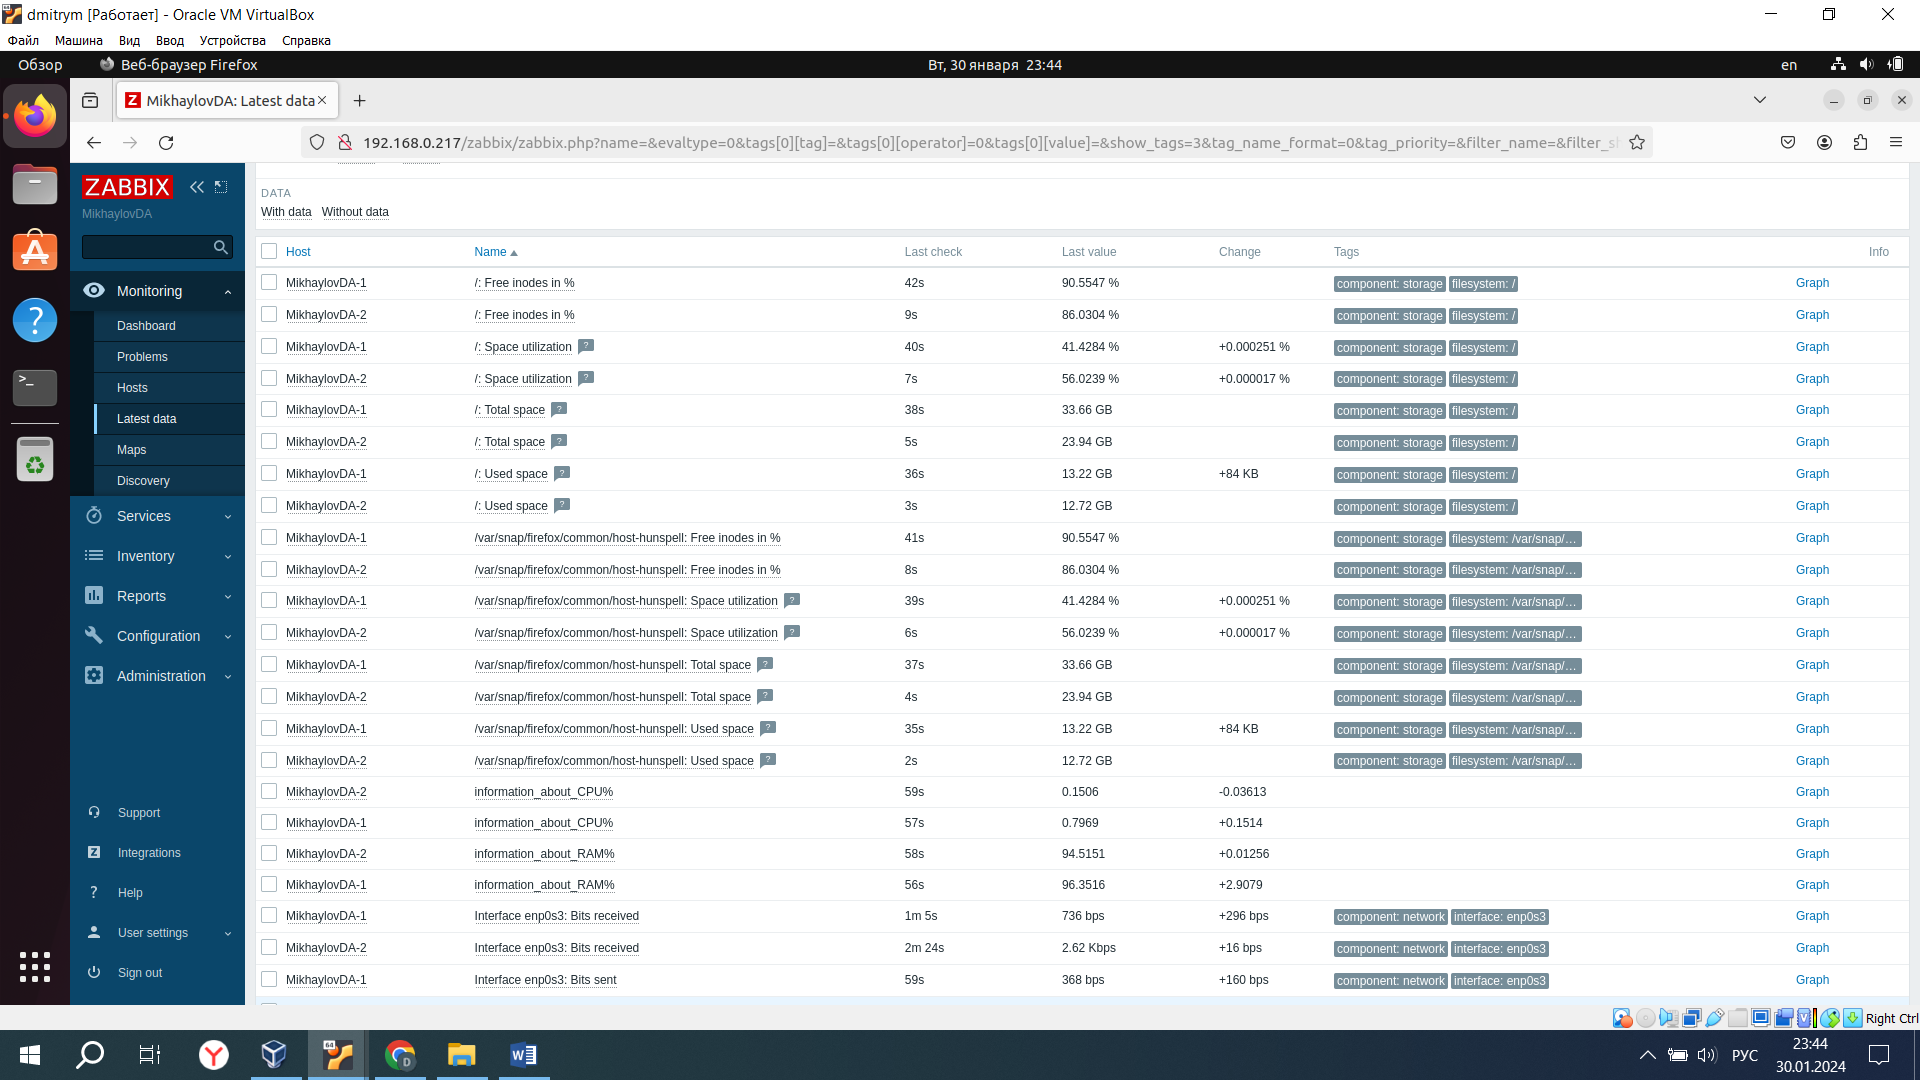 dmitrym [Работает] - Oracle VM VirtualBox
Файл Машина Вид Ввод Устройства Справка
Обзор Веб-браузер Firefox Вт, 30 января 23:44 en
MikhaylovDA: Latest data
192.168.0.217/zabbix/zabbix.php?name=&evaltype=0&tags[0][tag]=&tags[0][operator]=0&tags[0][value]=&show_tags=3&tag_name_format=0&tag_priority=&filter_name=&filter_sh
ZABBIX
MikhaylovDA
Monitoring
Dashboard
Problems
Hosts
Latest data
Maps
Discovery
Services
Inventory
Reports
Configuration
Administration
Support
Integrations
Help
User settings
Sign out
DATA
With data Without data
Host Name Last check Last value Change Tags Info
MikhaylovDA-1 /: Free inodes in % 42s 90.5547 % component: storage filesystem: / Graph
MikhaylovDA-2 /: Free inodes in % 9s 86.0304 % component: storage filesystem: / Graph
MikhaylovDA-1 /: Space utilization ? 40s 41.4284 % +0.000251 % component: storage filesystem: / Graph
MikhaylovDA-2 /: Space utilization ? 7s 56.0239 % +0.000017 % component: storage filesystem: / Graph
MikhaylovDA-1 /: Total space ? 38s 33.66 GB component: storage filesystem: / Graph
MikhaylovDA-2 /: Total space ? 5s 23.94 GB component: storage filesystem: / Graph
MikhaylovDA-1 /: Used space ? 36s 13.22 GB +84 KB component: storage filesystem: / Graph
MikhaylovDA-2 /: Used space ? 3s 12.72 GB component: storage filesystem: / Graph
MikhaylovDA-1 /var/snap/firefox/common/host-hunspell: Free inodes in % 41s 90.5547 % component: storage filesystem: /var/snap/... Graph
MikhaylovDA-2 /var/snap/firefox/common/host-hunspell: Free inodes in % 8s 86.0304 % component: storage filesystem: /var/snap/... Graph
MikhaylovDA-1 /var/snap/firefox/common/host-hunspell: Space utilization ? 39s 41.4284 % +0.000251 % component: storage filesystem: /var/snap/... Graph
MikhaylovDA-2 /var/snap/firefox/common/host-hunspell: Space utilization ? 6s 56.0239 % +0.000017 % component: storage filesystem: /var/snap/... Graph
MikhaylovDA-1 /var/snap/firefox/common/host-hunspell: Total space ? 37s 33.66 GB component: storage filesystem: /var/snap/... Graph
MikhaylovDA-2 /var/snap/firefox/common/host-hunspell: Total space ? 4s 23.94 GB component: storage filesystem: /var/snap/... Graph
MikhaylovDA-1 /var/snap/firefox/common/host-hunspell: Used space ? 35s 13.22 GB +84 KB component: storage filesystem: /var/snap/... Graph
MikhaylovDA-2 /var/snap/firefox/common/host-hunspell: Used space ? 2s 12.72 GB component: storage filesystem: /var/snap/... Graph
MikhaylovDA-2 information_about_CPU% 59s 0.1506 -0.03613 Graph
MikhaylovDA-1 information_about_CPU% 57s 0.7969 +0.1514 Graph
MikhaylovDA-2 information_about_RAM% 58s 94.5151 +0.01256 Graph
MikhaylovDA-1 information_about_RAM% 56s 96.3516 +2.9079 Graph
MikhaylovDA-1 Interface enp0s3: Bits received 1m 5s 736 bps +296 bps component: network interface: enp0s3 Graph
MikhaylovDA-2 Interface enp0s3: Bits received 2m 24s 2.62 Kbps +16 bps component: network interface: enp0s3 Graph
MikhaylovDA-1 Interface enp0s3: Bits sent 59s 368 bps +160 bps component: network interface: enp0s3 Graph
Right Ctrl
РУС 23:44
30.01.2024